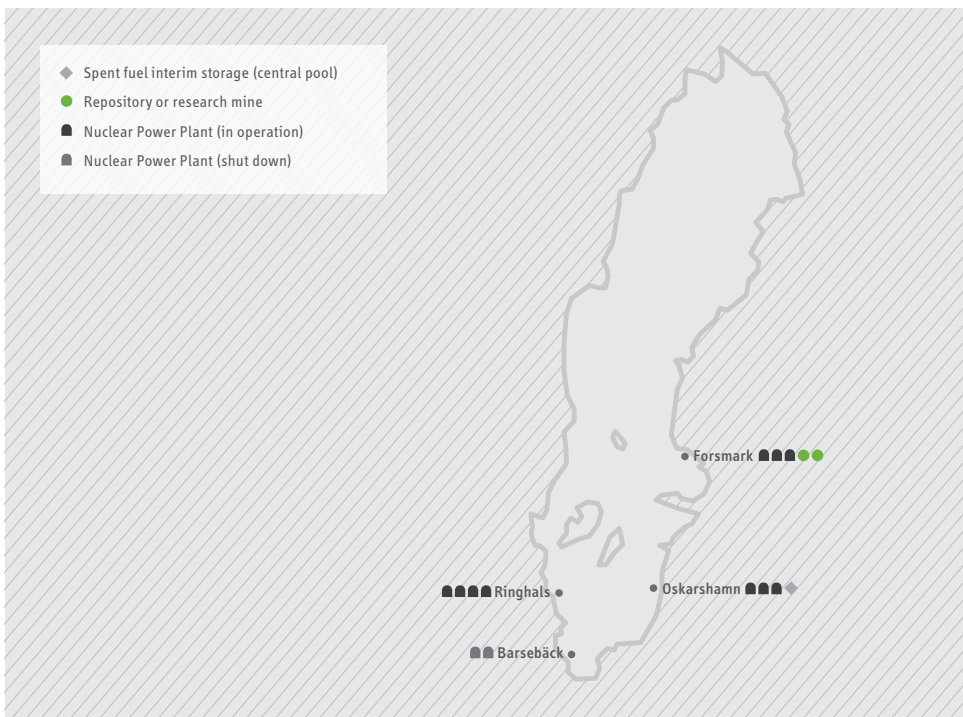 Spent fuel interim storage (central pool)
Repository or research mine
Nuclear Power Plant (in operation)
Nuclear Power Plant (shut down)
Forsmark
Ringhals
Oskarshamn
Barsebäck